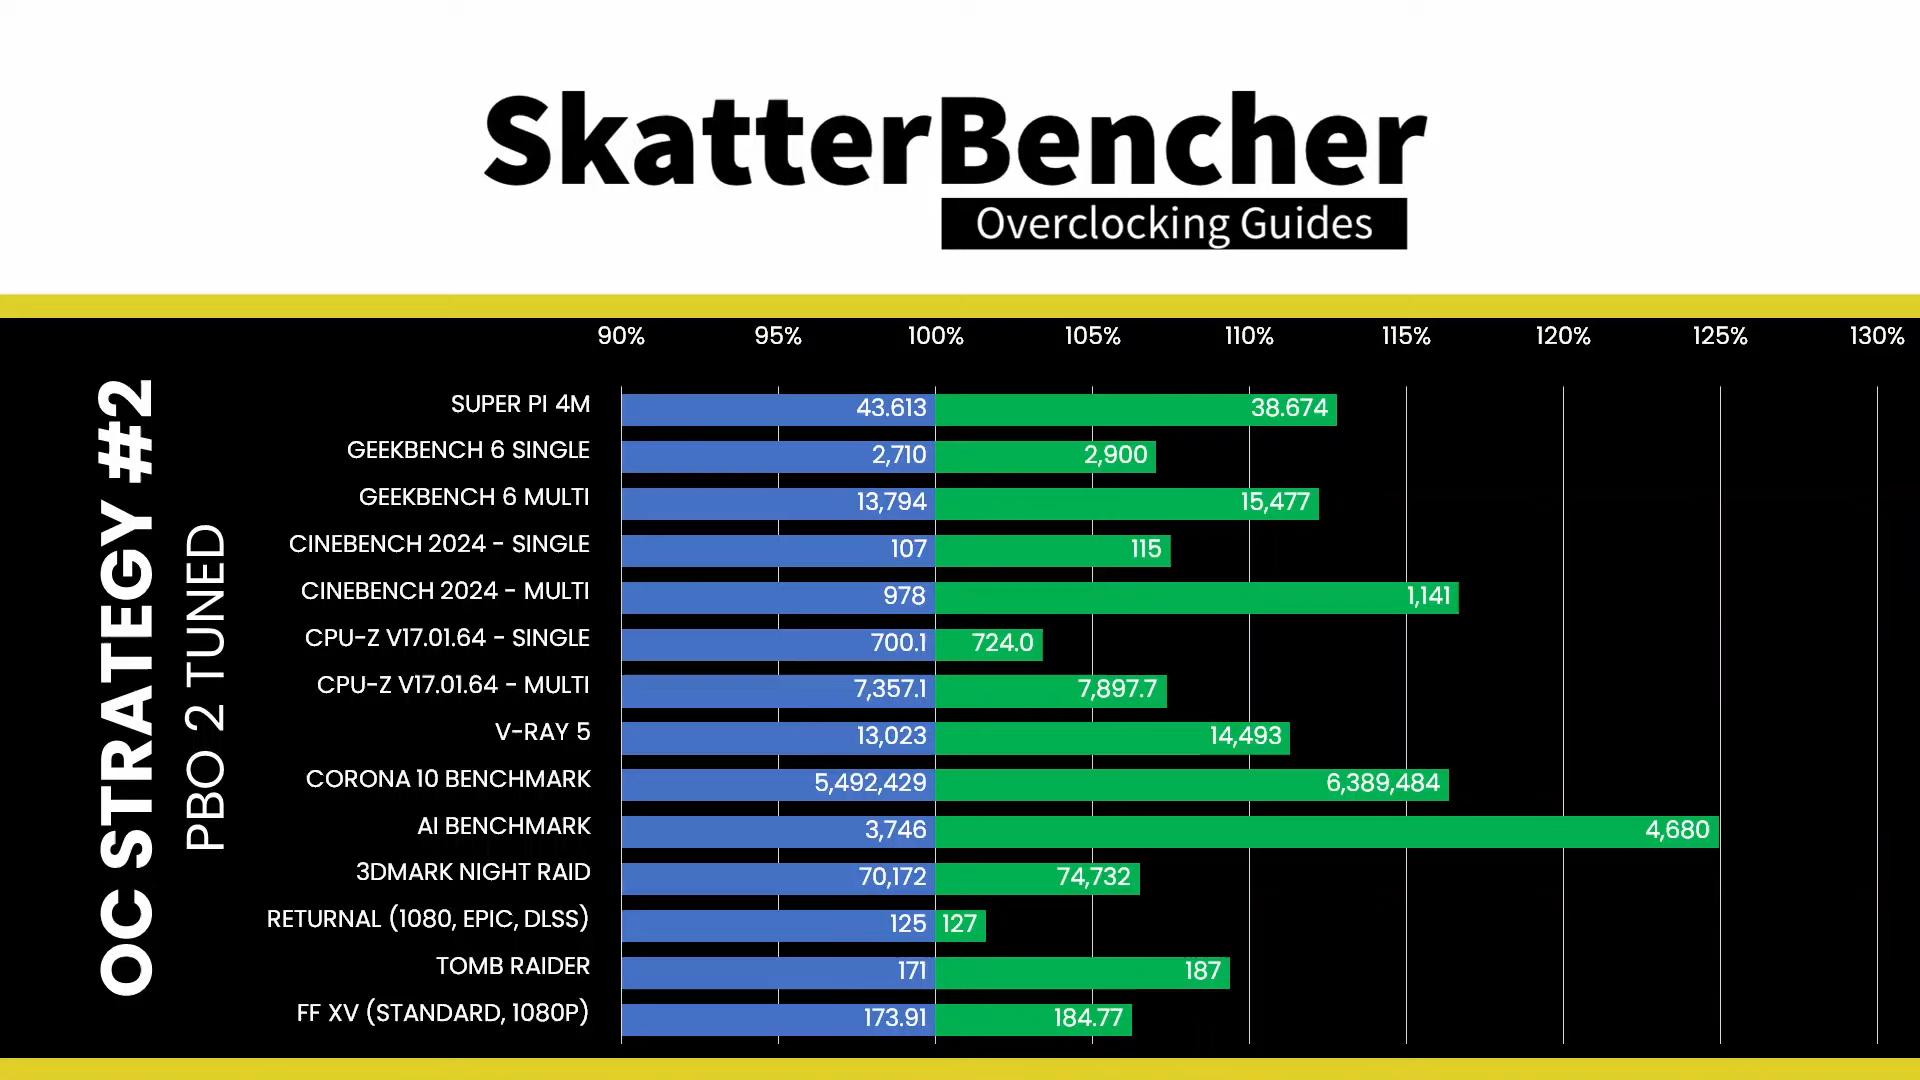 SkatterBencher
Overclocking Guides
90% 95% 100% 105% 110% 115% 120% 125% 130%
OC STRATEGY #2
PBO 2 TUNED
SUPER PI 4M 43.613 38.674
GEEKBENCH 6 SINGLE 2,710 2,900
GEEKBENCH 6 MULTI 13,794 15,477
CINEBENCH 2024 - SINGLE 107 115
CINEBENCH 2024 - MULTI 978 1,141
CPU-Z V17.01.64 - SINGLE 700.1 724.0
CPU-Z V17.01.64 - MULTI 7,357.1 7,897.7
V-RAY 5 13,023 14,493
CORONA 10 BENCHMARK 5,492,429 6,389,484
AI BENCHMARK 3,746 4,680
3DMARK NIGHT RAID 70,172 74,732
RETURNAL (1080, EPIC, DLSS) 125 127
TOMB RAIDER 171 187
FF XV (STANDARD, 1080P) 173.91 184.77